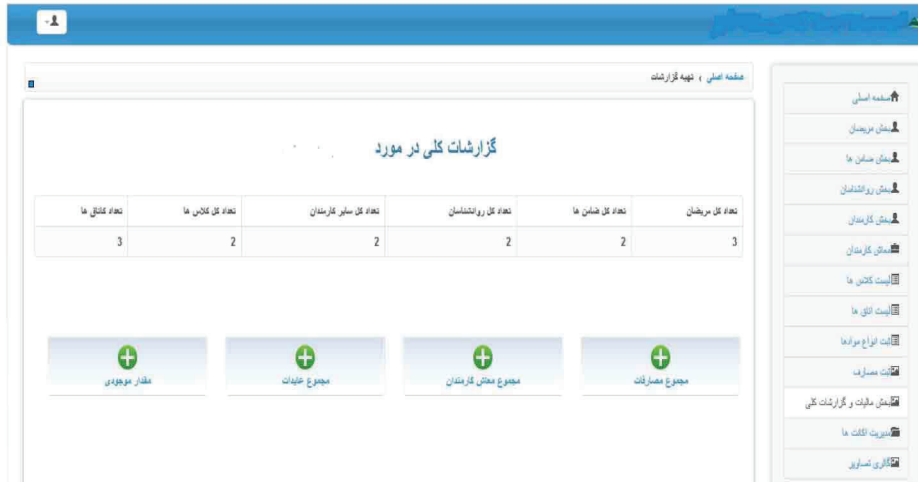 صفحه اصلی › تهیه گزارشات
گزارشات کلی در مورد
تعداد کل مریضان	تعداد کل ضامن ها	تعداد کل روانشناسان	تعداد کل سایر کارمندان	تعداد کل کلاس ها	تعداد کل اتاق ها
3	2	2	2	2	3
مجموع مصارفات	مجموع معاش کارمندان	مجموع عایدات	مقدار موجودی
صفحه اصلی
بخش مریضان
بخش ضامن ها
بخش روانشناسان
بخش کارمندان
معاش کارمندان
لیست کلاس ها
لیست اتاق ها
ثبت انواع موادها
ثبت مصارف
بخش مالیات و گزارشات کلی
مدیریت اکانت ها
گالری تصاویر